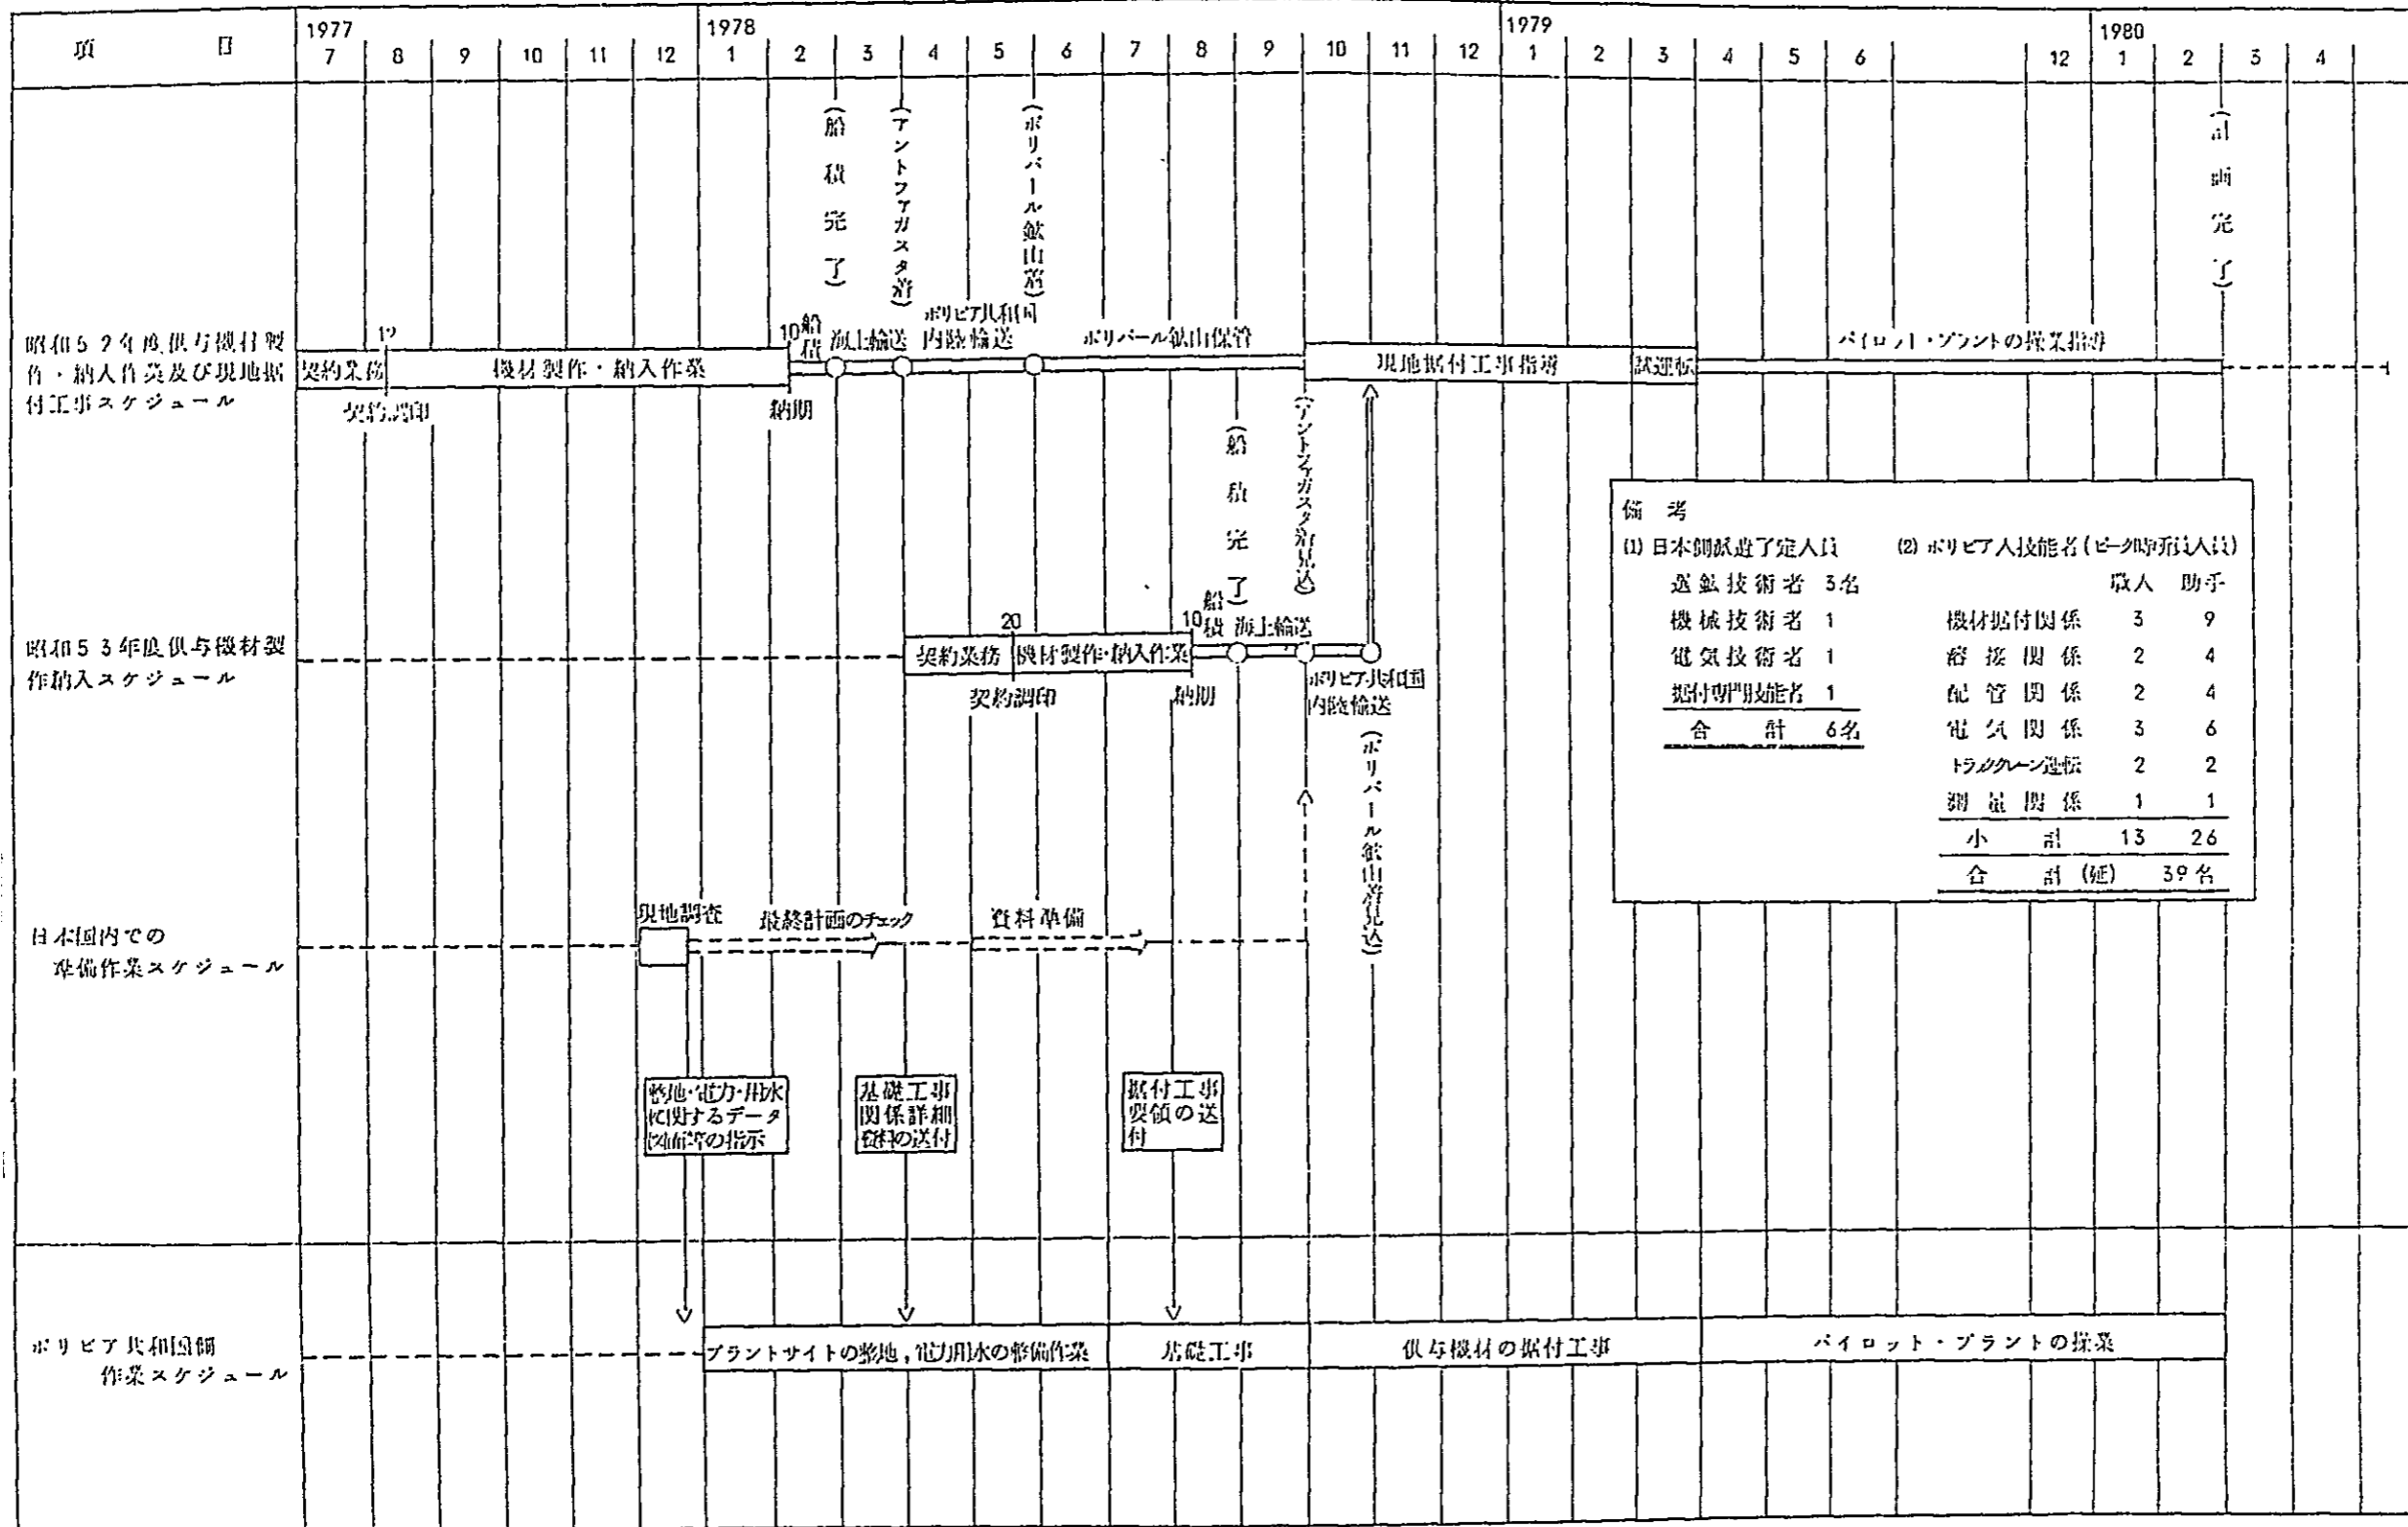 項目
1977
1978
1979
1980
7 8 9 10 11 12 1 2 3 4 5 6 7 8 9 10 11 12 1 2 3 4 5 6 12 1 2 3 4
(船積完了)
(アントファガスタ着)
(ボリバール鉱山着)
(計画完了)
昭和52年度供与機材製
作・納入作業及び現地据
付工事スケジュール
契約業務
契約調印
機材製作・納入作業
10
納期
船積
海上輸送
ボリビア共和国
内陸輸送
ボリバール鉱山保管
現地据付工事指導
試運転
パイロット・プラントの操業指導
(船積完了)
(アントファガスタ着見込)
昭和53年度供与機材製
作納入スケジュール
契約業務
20
契約調印
機材製作・納入作業
10
納期
船積
海上輸送
ボリビア共和国
内陸輸送
(ボリバール鉱山着見込)
備考
(1) 日本側派遣予定人員
選鉱技術者 3名
機械技術者 1
電気技術者 1
据付専門技能者 1
合計 6名
(2) ボリビア人技能者(ピーク時所員人員)
職人 助手
機材据付関係 3 9
熔接関係 2 4
配管関係 2 4
電気関係 3 6
トラッククレーン運転 2 2
測量関係 1 1
小計 13 26
合計(延) 39名
日本国内での
準備作業スケジュール
現地調査
最終計画のチェック
資料準備
整地・電力・用水
に関するデータ
図面等の指示
基礎工事
関係詳細
資料の送付
据付工事
要領の送
付
ボリビア共和国側
作業スケジュール
プラントサイトの整地,電力用水の整備作業
基礎工事
供与機材の据付工事
パイロット・プラントの操業